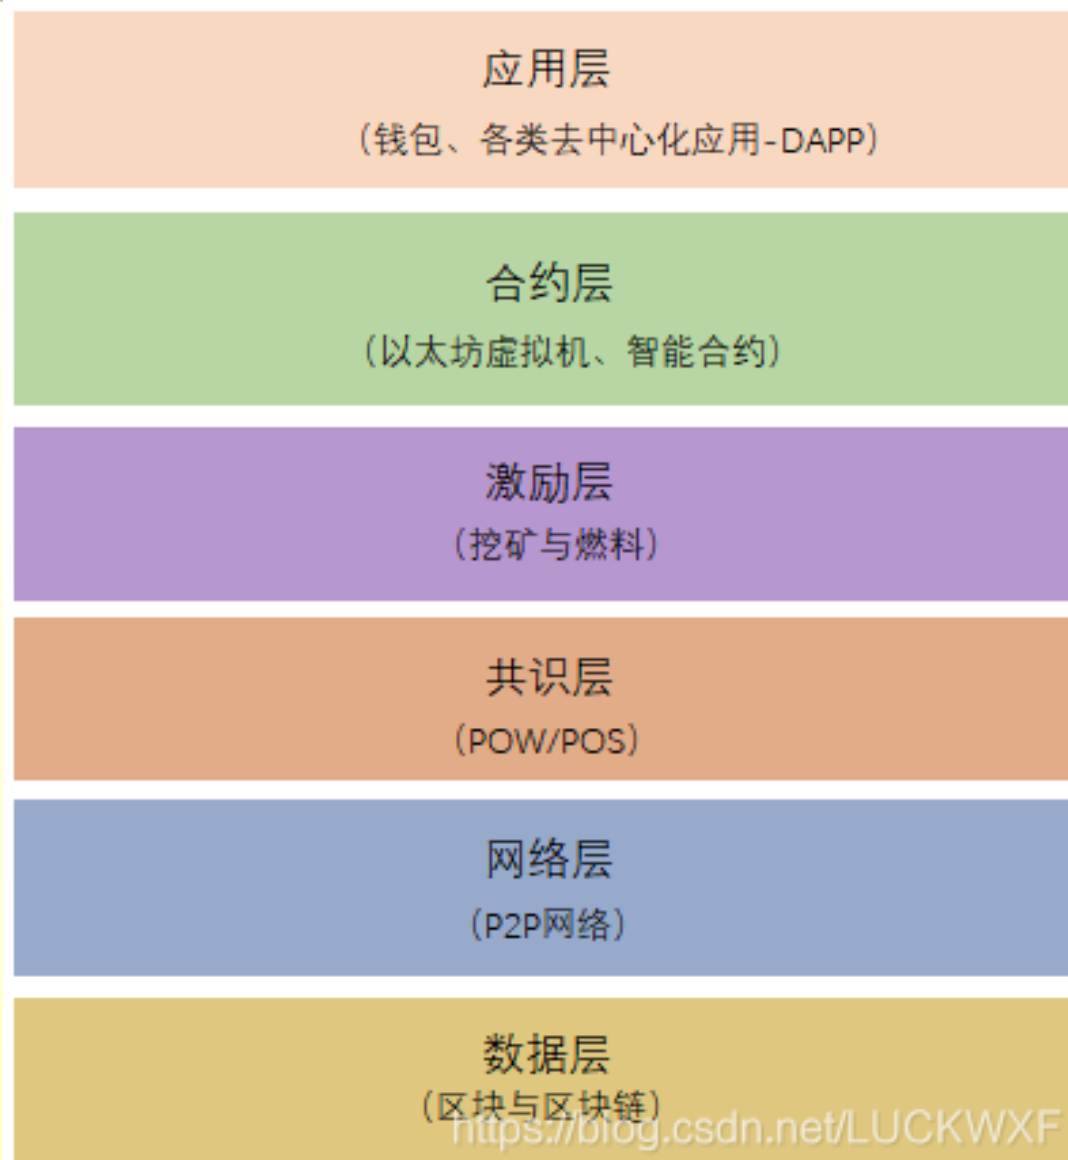 应用层
（钱包、各类去中心化应用-DAPP）
合约层
（以太坊虚拟机、智能合约）
激励层
（挖矿与燃料）
共识层
（POW/POS）
网络层
（P2P网络）
数据层
（区块与区块链）
https://blog.csdn.net/LUCKWXF